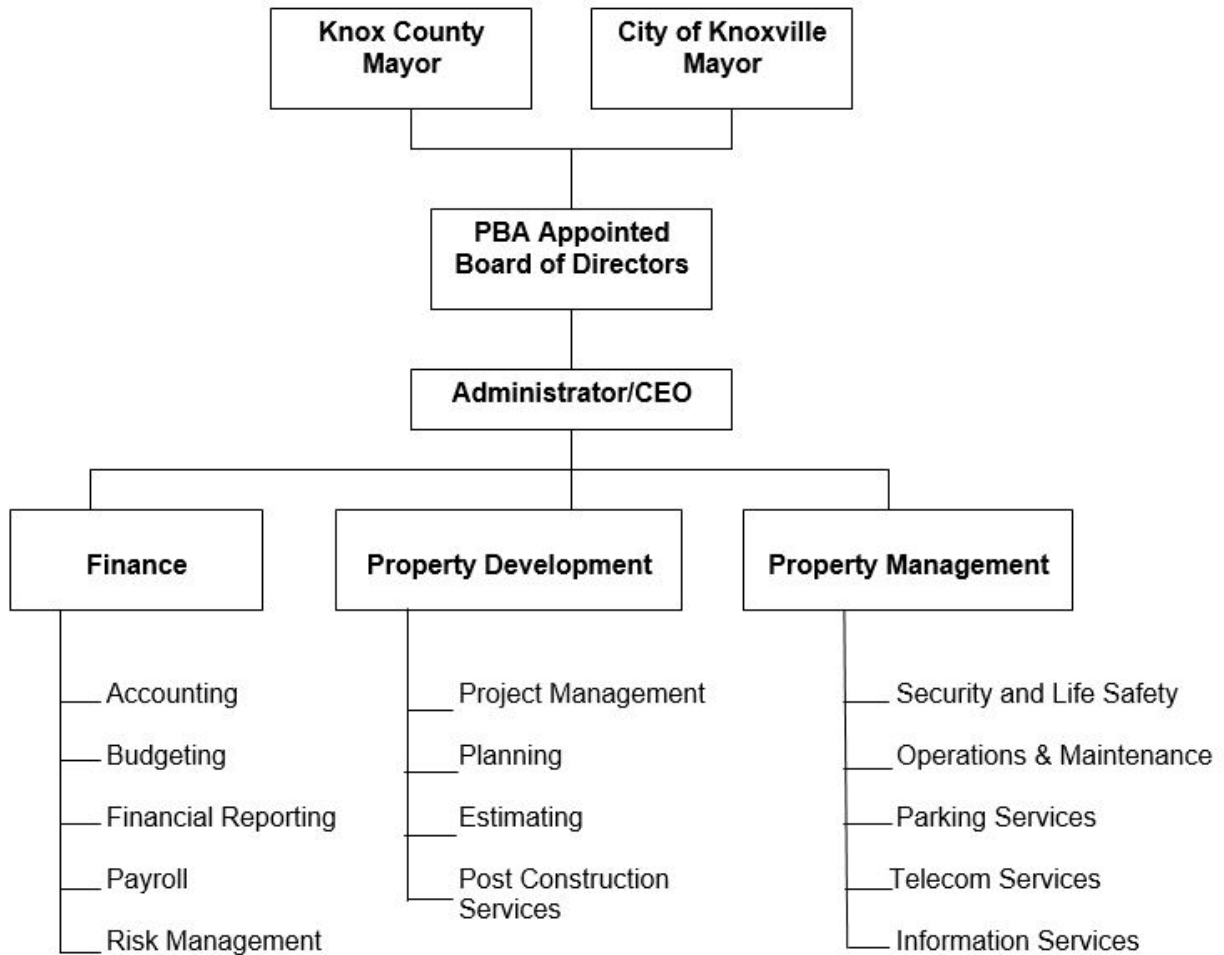 Knox County
Mayor
City of Knoxville
Mayor
PBA Appointed
Board of Directors
Administrator/CEO
Finance
Property Development
Property Management
Accounting
Budgeting
Financial Reporting
Payroll
Risk Management
Project Management
Planning
Estimating
Post Construction
Services
Security and Life Safety
Operations & Maintenance
Parking Services
Telecom Services
Information Services